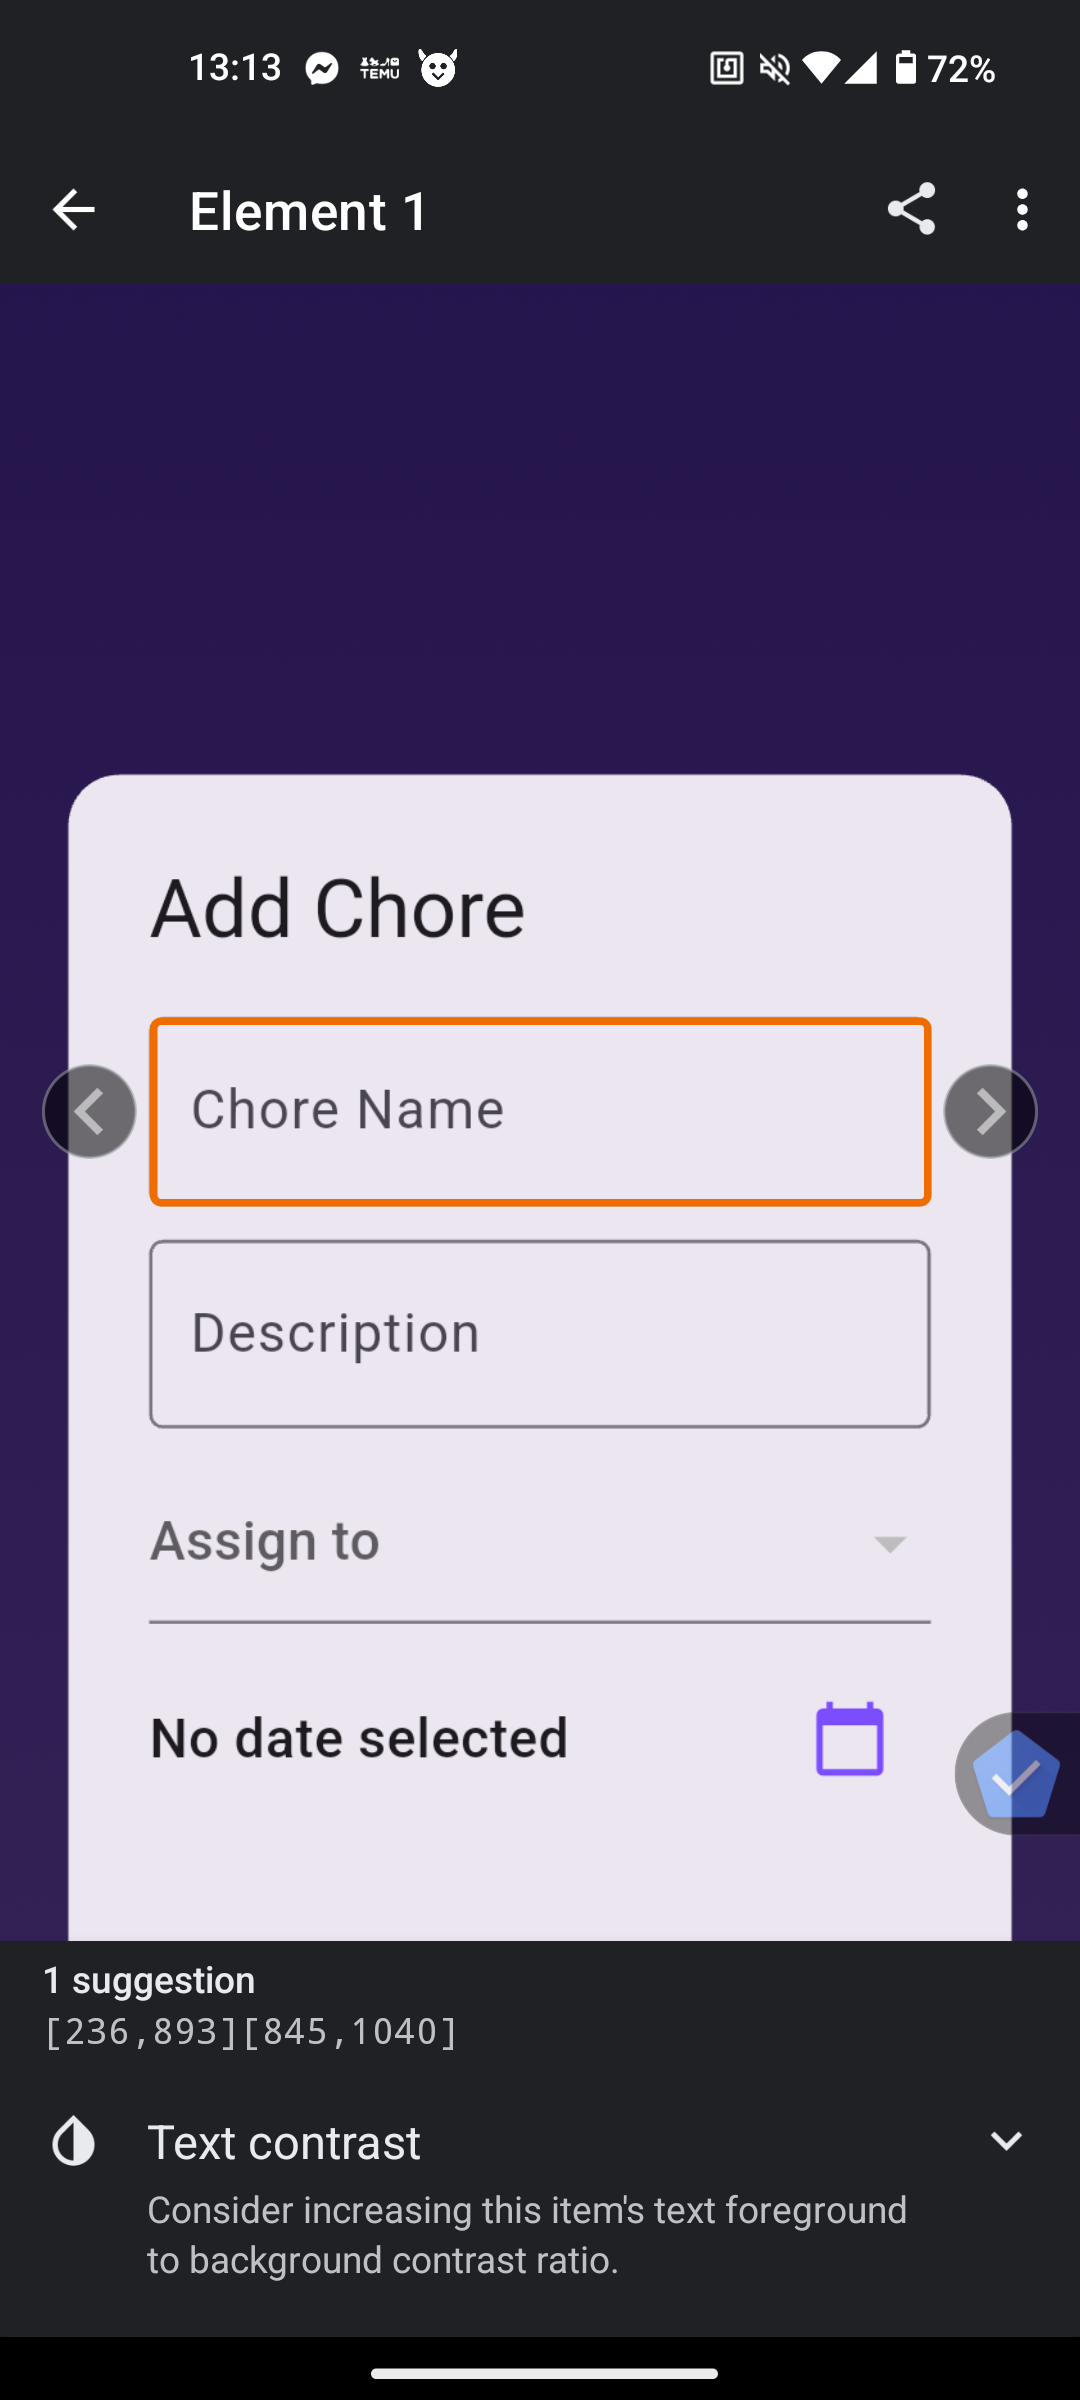 13:13 TEMU 72%
Element 1
Add Chore
Chore Name
Description
Assign to
No date selected
1 suggestion
[236,893][845,1040]
Text contrast
Consider increasing this item's text foreground
to background contrast ratio.